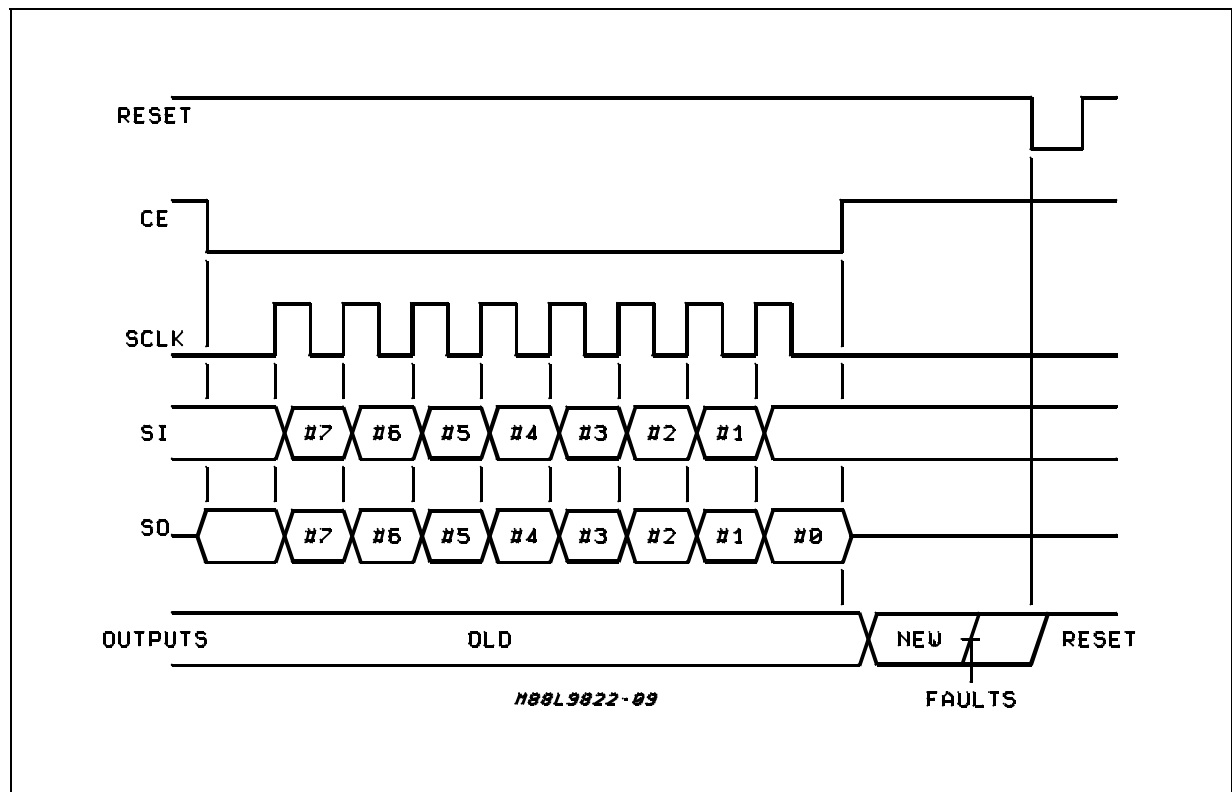 RESET
CE
SCLK
SI #7 #6 #5 #4 #3 #2 #1
SO #7 #6 #5 #4 #3 #2 #1 #0
OUTPUTS OLD NEW RESET
M88L9822-09 FAULTS